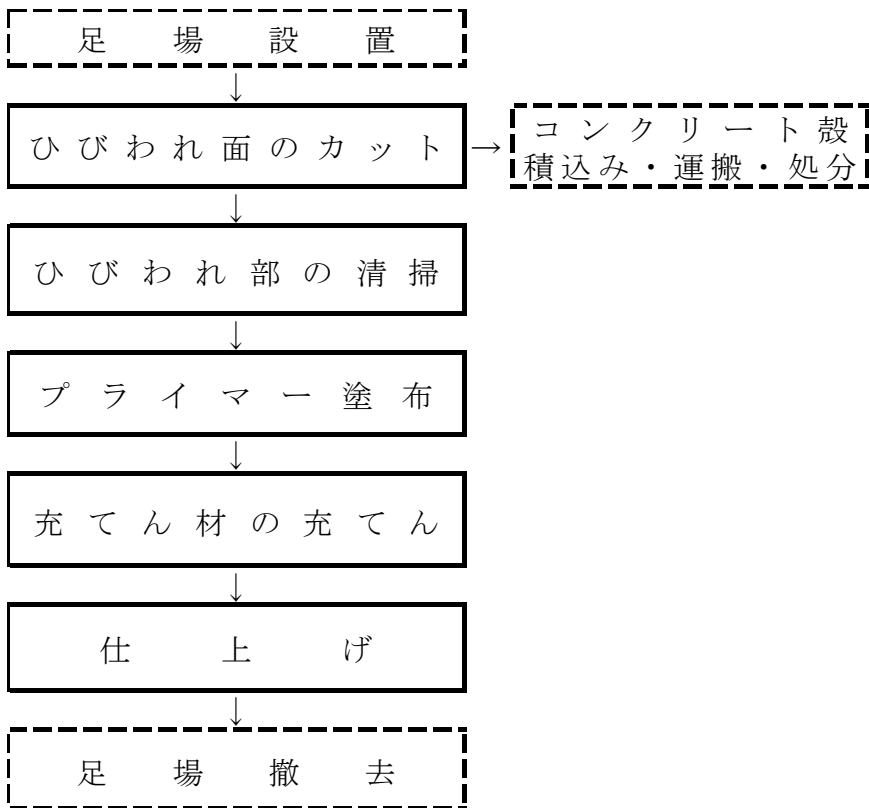 足場設置
↓
ひびわれ面のカット
→
コンクリート殻
積込み・運搬・処分
↓
ひびわれ部の清掃
↓
プライマー塗布
↓
充てん材の充てん
↓
仕上げ
↓
足場撤去